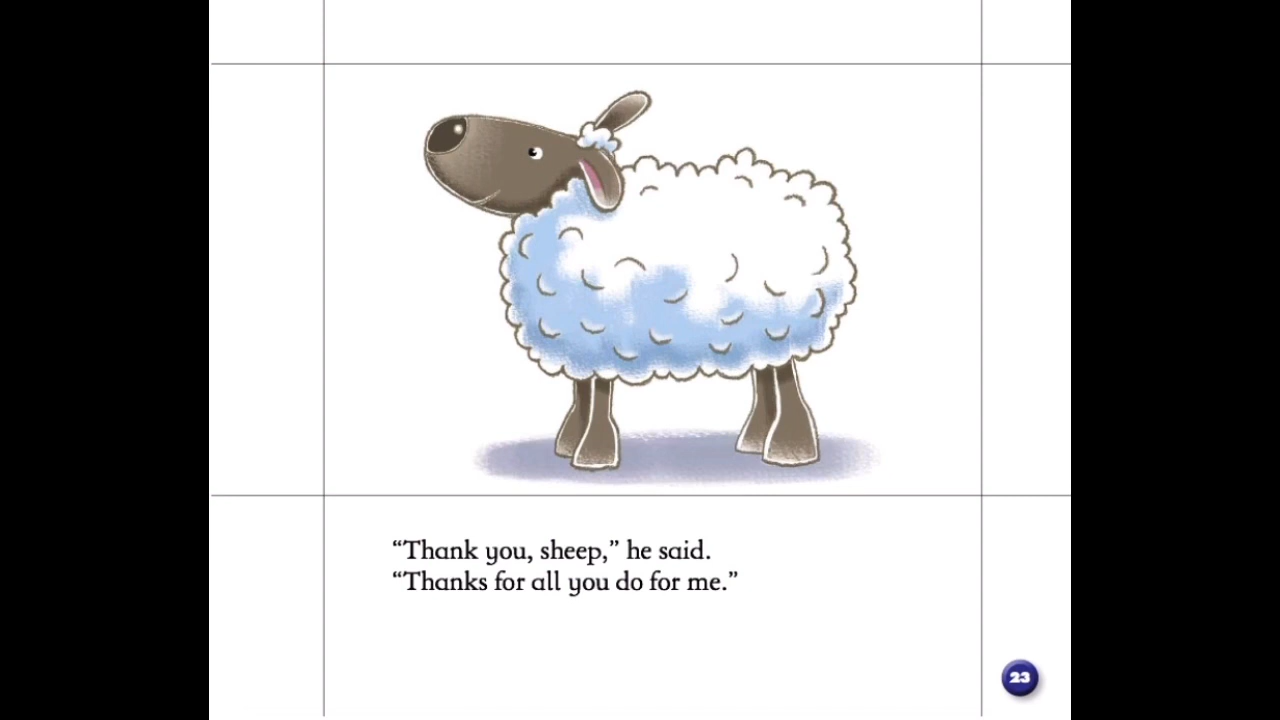 “Thank you, sheep,” he said.
“Thanks for all you do for me.”
23